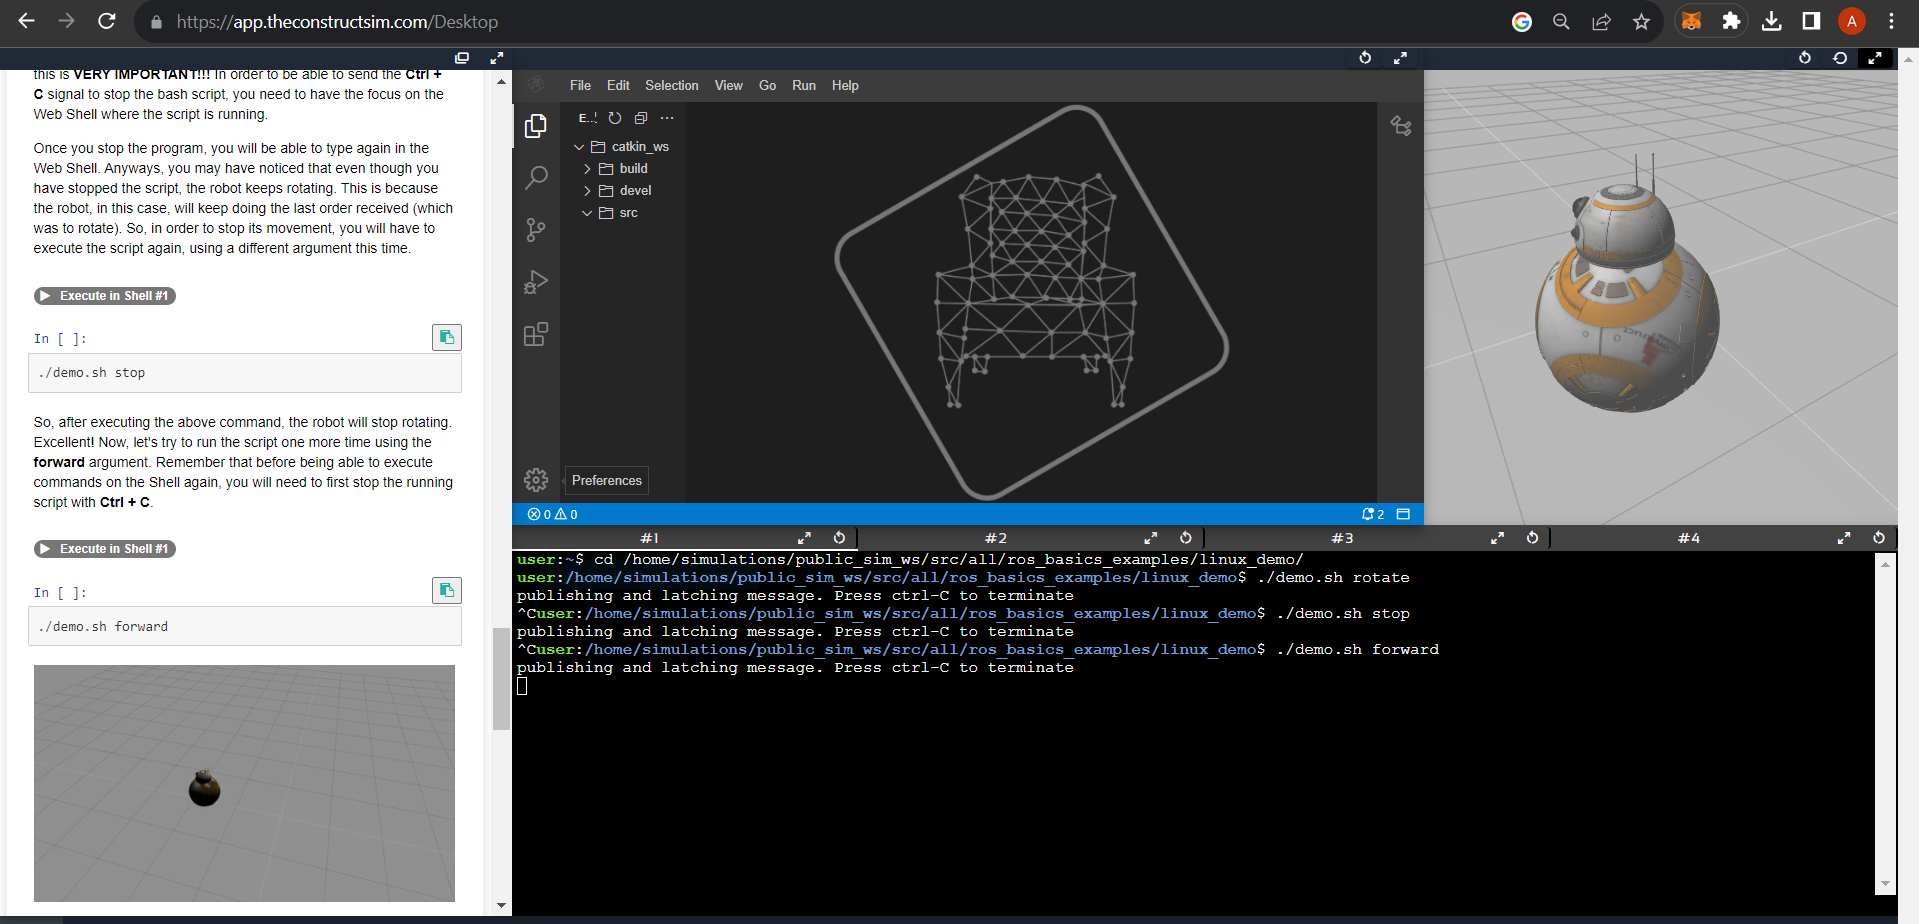 https://app.theconstructsim.com/Desktop
A
this is VERY IMPORTANT!!! In order to be able to send the Ctrl +
C signal to stop the bash script, you need to have the focus on the
Web Shell where the script is running.
Once you stop the program, you will be able to type again in the
Web Shell. Anyways, you may have noticed that even though you
have stopped the script, the robot keeps rotating. This is because
the robot, in this case, will keep doing the last order received (which
was to rotate). So, in order to stop its movement, you will have to
execute the script again, using a different argument this time.
Execute in Shell #1
In [ ]:
./demo.sh stop
So, after executing the above command, the robot will stop rotating.
Excellent! Now, let's try to run the script one more time using the
forward argument. Remember that before being able to execute
commands on the Shell again, you will need to first stop the running
script with Ctrl + C.
Execute in Shell #1
In [ ]:
./demo.sh forward
File Edit Selection View Go Run Help
E..!
catkin_ws
build
devel
src
Preferences
0 0
2
#1 #2 #3 #4
user:~$ cd /home/simulations/public_sim_ws/src/all/ros_basics_examples/linux_demo/
user:/home/simulations/public_sim_ws/src/all/ros_basics_examples/linux_demo$ ./demo.sh rotate
publishing and latching message. Press ctrl-C to terminate
^Cuser:/home/simulations/public_sim_ws/src/all/ros_basics_examples/linux_demo$ ./demo.sh stop
publishing and latching message. Press ctrl-C to terminate
^Cuser:/home/simulations/public_sim_ws/src/all/ros_basics_examples/linux_demo$ ./demo.sh forward
publishing and latching message. Press ctrl-C to terminate